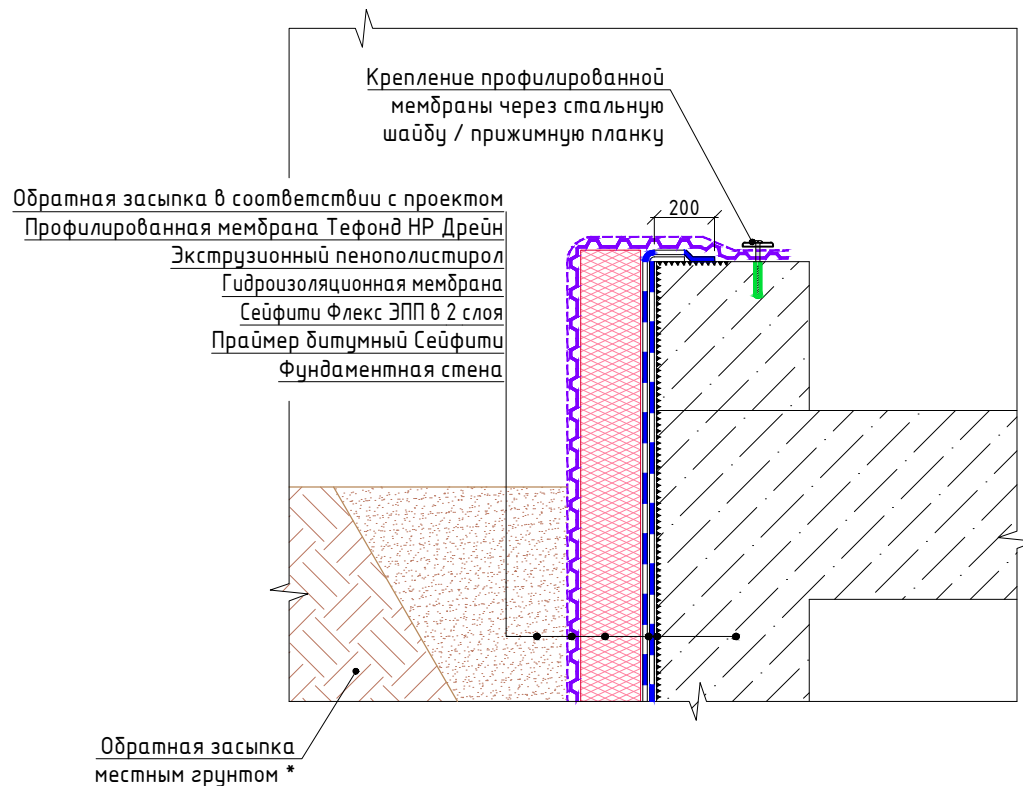 Крепление профилированной
мембраны через стальную
шайбу / прижимную планку
Обратная засыпка в соответствии с проектом
Профилированная мембрана Тефонд НР Дрейн
Экструзионный пенополистирол
Гидроизоляционная мембрана
Сейфити Флекс ЭПП в 2 слоя
Праймер битумный Сейфити
Фундаментная стена
200
Обратная засыпка
местным грунтом *